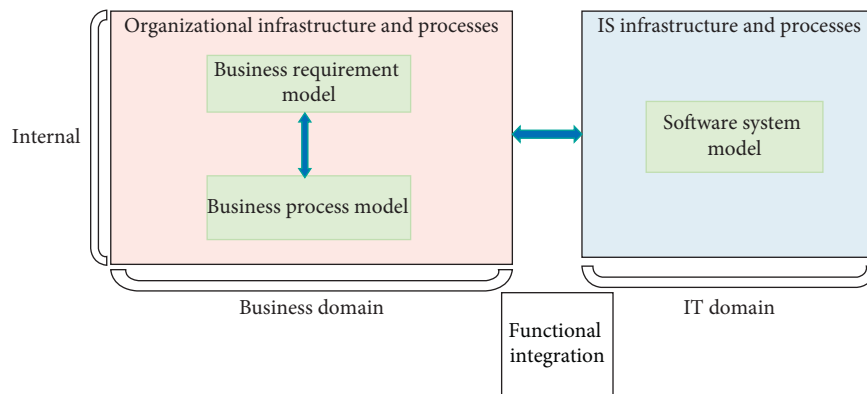 Organizational infrastructure and processes
Business requirement
model
Business process model
Internal
Business domain
IS infrastructure and processes
Software system
model
IT domain
Functional
integration